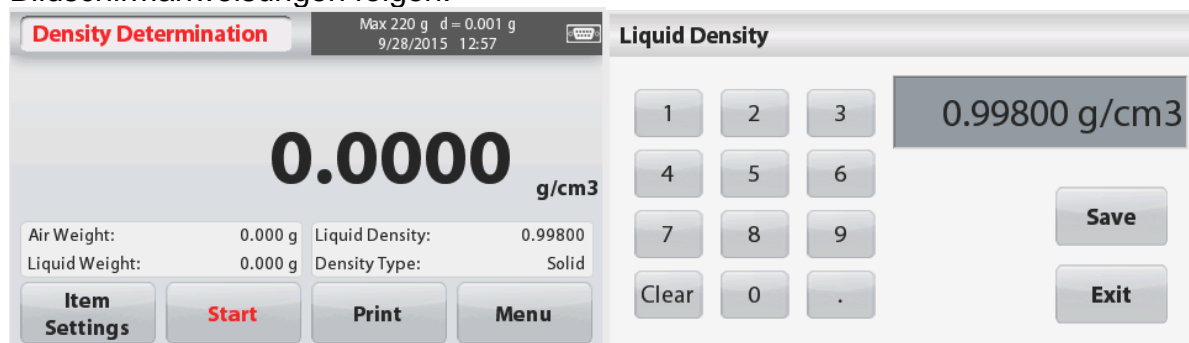 Bildschirmanweisungen folgen.
Density Determination
Max 220 g d = 0.001 g
9/28/2015 12:57
0.0000 g/cm3
Air Weight: 0.000 g Liquid Density: 0.99800
Liquid Weight: 0.000 g Density Type: Solid
Item Settings
Start
Print
Menu
Liquid Density
1 2 3
0.99800 g/cm3
4 5 6
7 8 9
Save
Clear 0 .
Exit